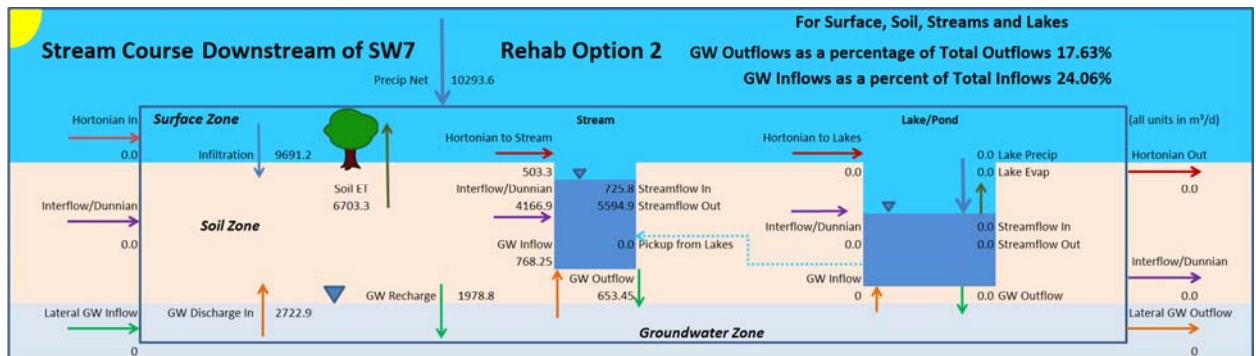 For Surface, Soil, Streams and Lakes
Stream Course Downstream of SW7
Rehab Option 2
GW Outflows as a percentage of Total Outflows 17.63%
GW Inflows as a percent of Total Inflows 24.06%
Precip Net 10293.6
Hortonian In
0.0
Surface Zone
Infiltration 9691.2
Soil ET
6703.3
Stream
Hortonian to Stream
503.3
Interflow/Dunnian
4166.9
725.8 Streamflow In
5594.9 Streamflow Out
GW Inflow
768.25
0.0 Pickup from Lakes
GW Outflow
653.45
Lake/Pond
Hortonian to Lakes
0.0
0.0 Lake Precip
0.0 Lake Evap
Interflow/Dunnian
0.0
0.0 Streamflow In
0.0 Streamflow Out
GW Inflow
0
0.0 GW Outflow
(all units in m³/d)
Hortonian Out
0.0
Interflow/Dunnian
0.0
Soil Zone
Interflow/Dunnian
0.0
GW Recharge 1978.8
Lateral GW Inflow
0
GW Discharge In 2722.9
Groundwater Zone
Lateral GW Outflow
0